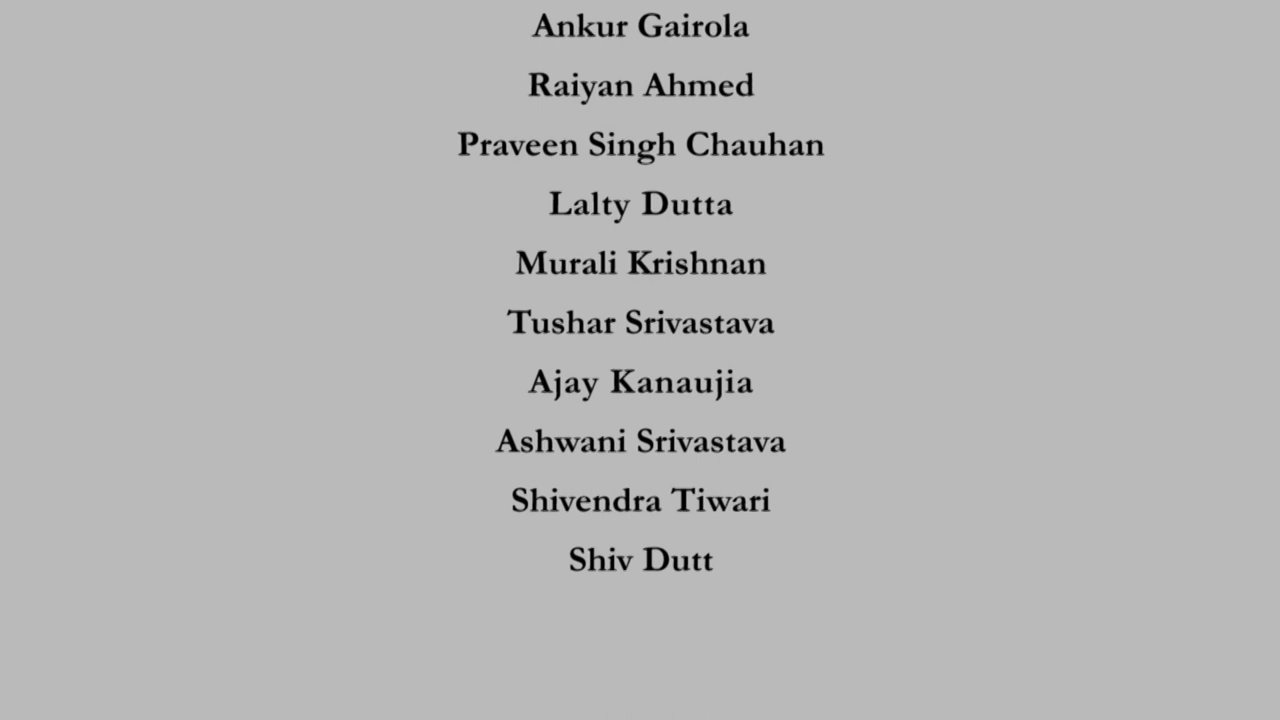 Ankur Gairola
Raiyan Ahmed
Praveen Singh Chauhan
Lalty Dutta
Murali Krishnan
Tushar Srivastava
Ajay Kanaujia
Ashwani Srivastava
Shivendra Tiwari
Shiv Dutt